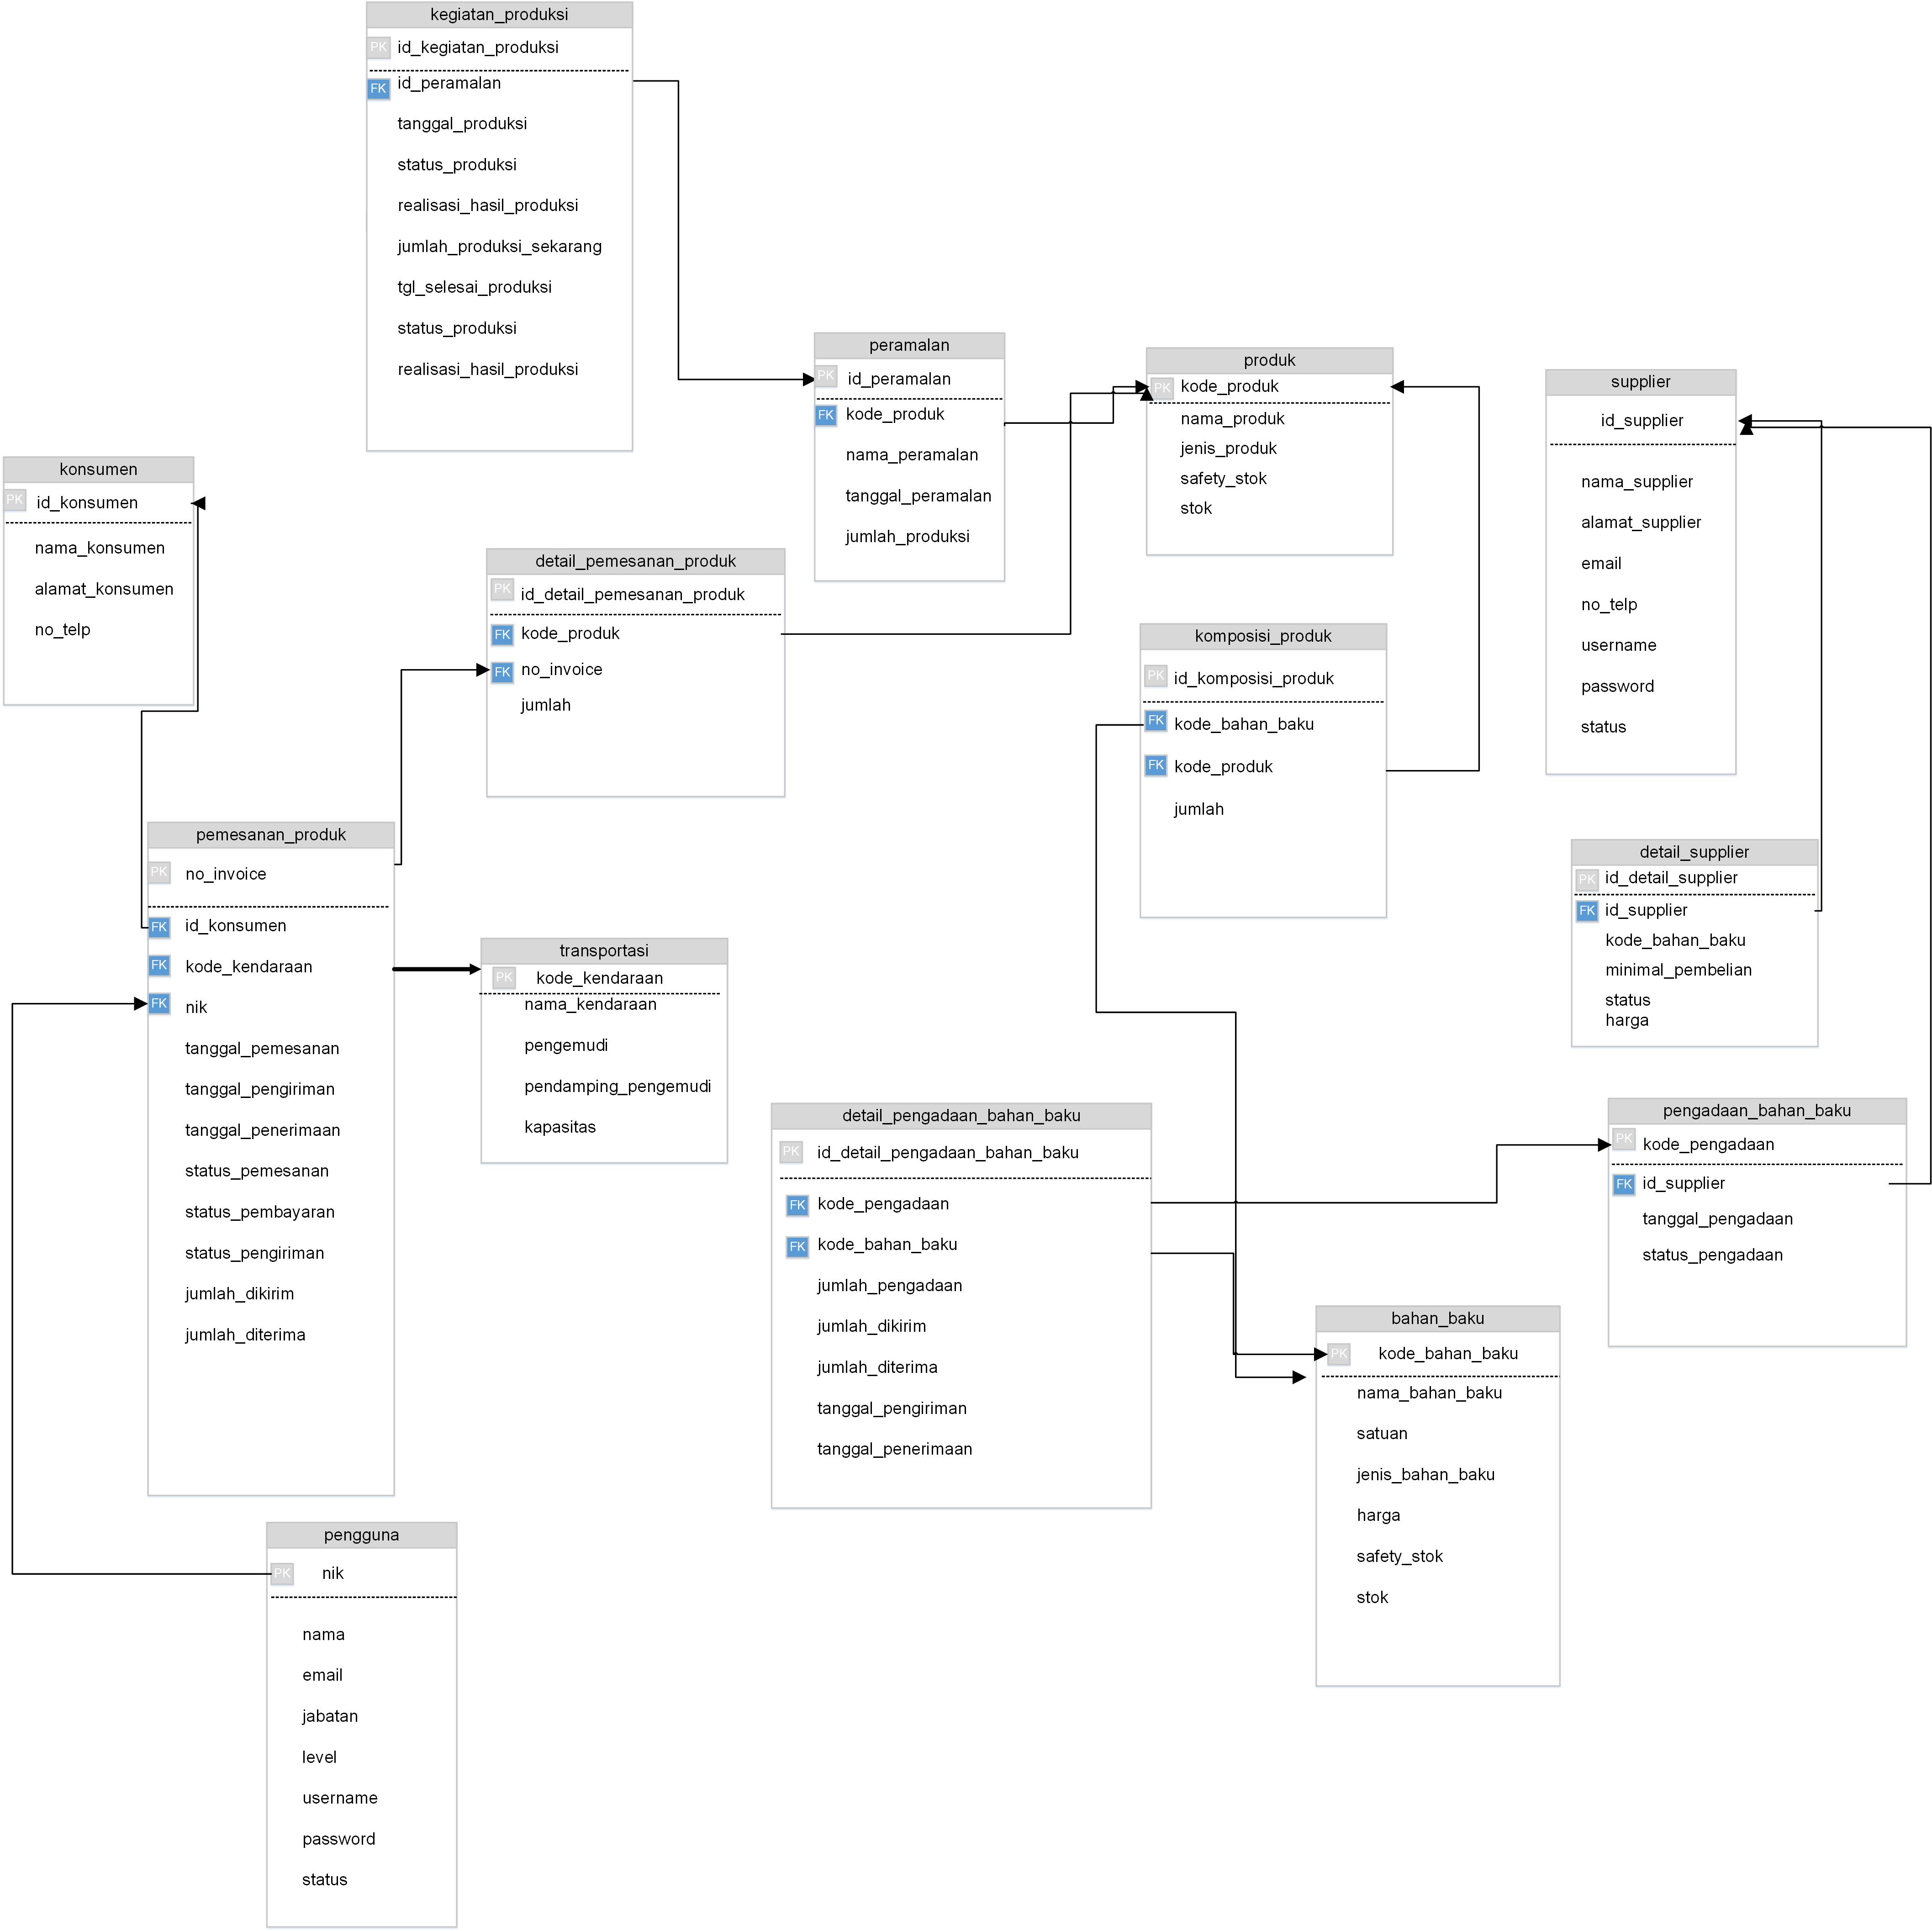 kegiatan_produksi
PK id_kegiatan_produksi
FK id_peramalan
tanggal_produksi
status_produksi
realisasi_hasil_produksi
jumlah_produksi_sekarang
tgl_selesai_produksi
status_produksi
realisasi_hasil_produksi
peramalan
PK id_peramalan
FK kode_produk
nama_peramalan
tanggal_peramalan
jumlah_produksi
produk
PK kode_produk
nama_produk
jenis_produk
safety_stok
stok
supplier
id_supplier
nama_supplier
alamat_supplier
email
no_telp
username
password
status
konsumen
PK id_konsumen
nama_konsumen
alamat_konsumen
no_telp
detail_pemesanan_produk
PK id_detail_pemesanan_produk
FK kode_produk
FK no_invoice
jumlah
komposisi_produk
PK id_komposisi_produk
FK kode_bahan_baku
FK kode_produk
jumlah
pemesanan_produk
PK no_invoice
FK id_konsumen
FK kode_kendaraan
FK nik
tanggal_pemesanan
tanggal_pengiriman
tanggal_penerimaan
status_pemesanan
status_pembayaran
status_pengiriman
jumlah_dikirim
jumlah_diterima
transportasi
PK kode_kendaraan
nama_kendaraan
pengemudi
pendamping_pengemudi
kapasitas
detail_supplier
PK id_detail_supplier
FK id_supplier
kode_bahan_baku
minimal_pembelian
status
harga
detail_pengadaan_bahan_baku
PK id_detail_pengadaan_bahan_baku
FK kode_pengadaan
FK kode_bahan_baku
jumlah_pengadaan
jumlah_dikirim
jumlah_diterima
tanggal_pengiriman
tanggal_penerimaan
pengadaan_bahan_baku
PK kode_pengadaan
FK id_supplier
tanggal_pengadaan
status_pengadaan
bahan_baku
PK kode_bahan_baku
nama_bahan_baku
satuan
jenis_bahan_baku
harga
safety_stok
stok
pengguna
PK nik
nama
email
jabatan
level
username
password
status